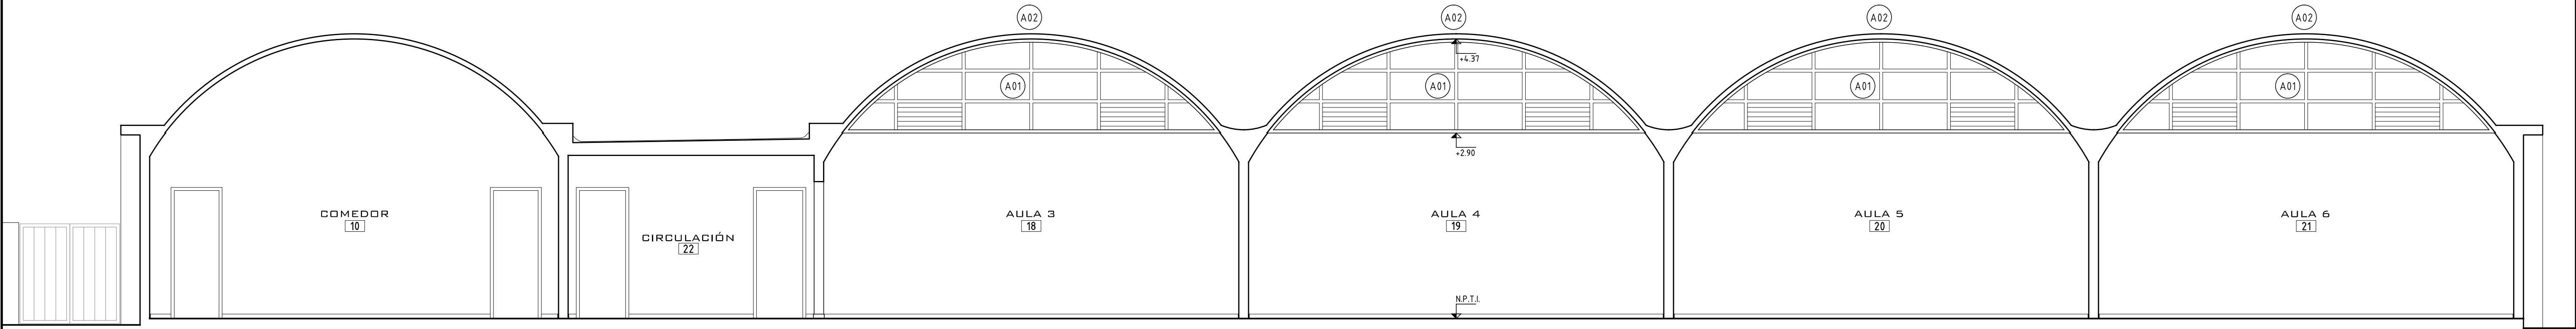 A02
A02
A02
A02
+4.37
A01
A01
A01
A01
+2.90
COMEDOR
10
AULA 3
18
AULA 4
19
AULA 5
20
AULA 6
21
CIRCULACIÓN
22
N.P.T.I.